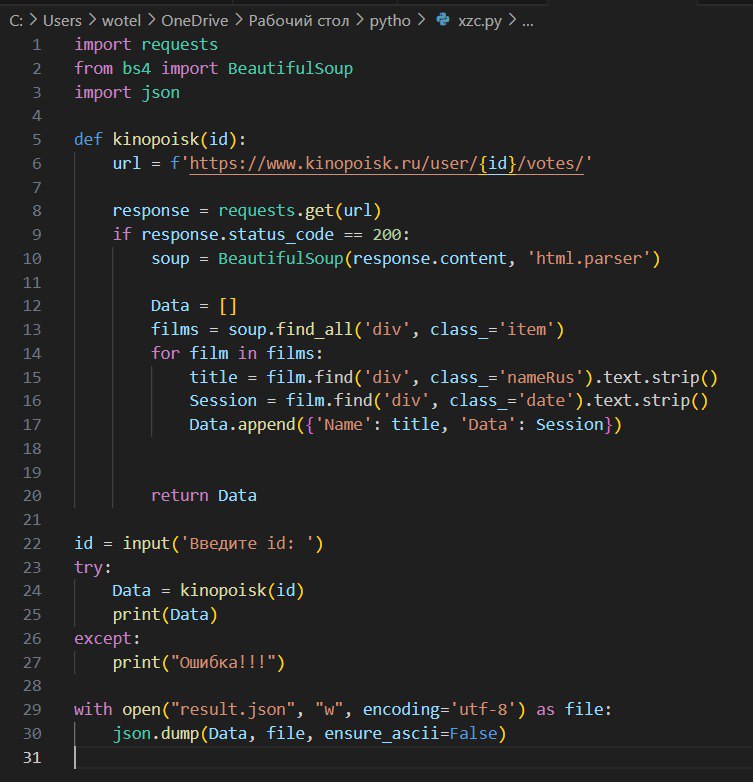 C: > Users > wotel > OneDrive > Рабочий стол > pytho > xzc.py > ...
1 import requests
2 from bs4 import BeautifulSoup
3 import json
4
5 def kinopoisk(id):
6     url = f'https://www.kinopoisk.ru/user/{id}/votes/'
7
8     response = requests.get(url)
9     if response.status_code == 200:
10         soup = BeautifulSoup(response.content, 'html.parser')
11
12         Data = []
13         films = soup.find_all('div', class_='item')
14         for film in films:
15             title = film.find('div', class_='nameRus').text.strip()
16             Session = film.find('div', class_='date').text.strip()
17             Data.append({'Name': title, 'Data': Session})
18
19
20         return Data
21
22 id = input('Введите id: ')
23 try:
24     Data = kinopoisk(id)
25     print(Data)
26 except:
27     print("Ошибка!!!")
28
29 with open("result.json", "w", encoding='utf-8') as file:
30     json.dump(Data, file, ensure_ascii=False)
31